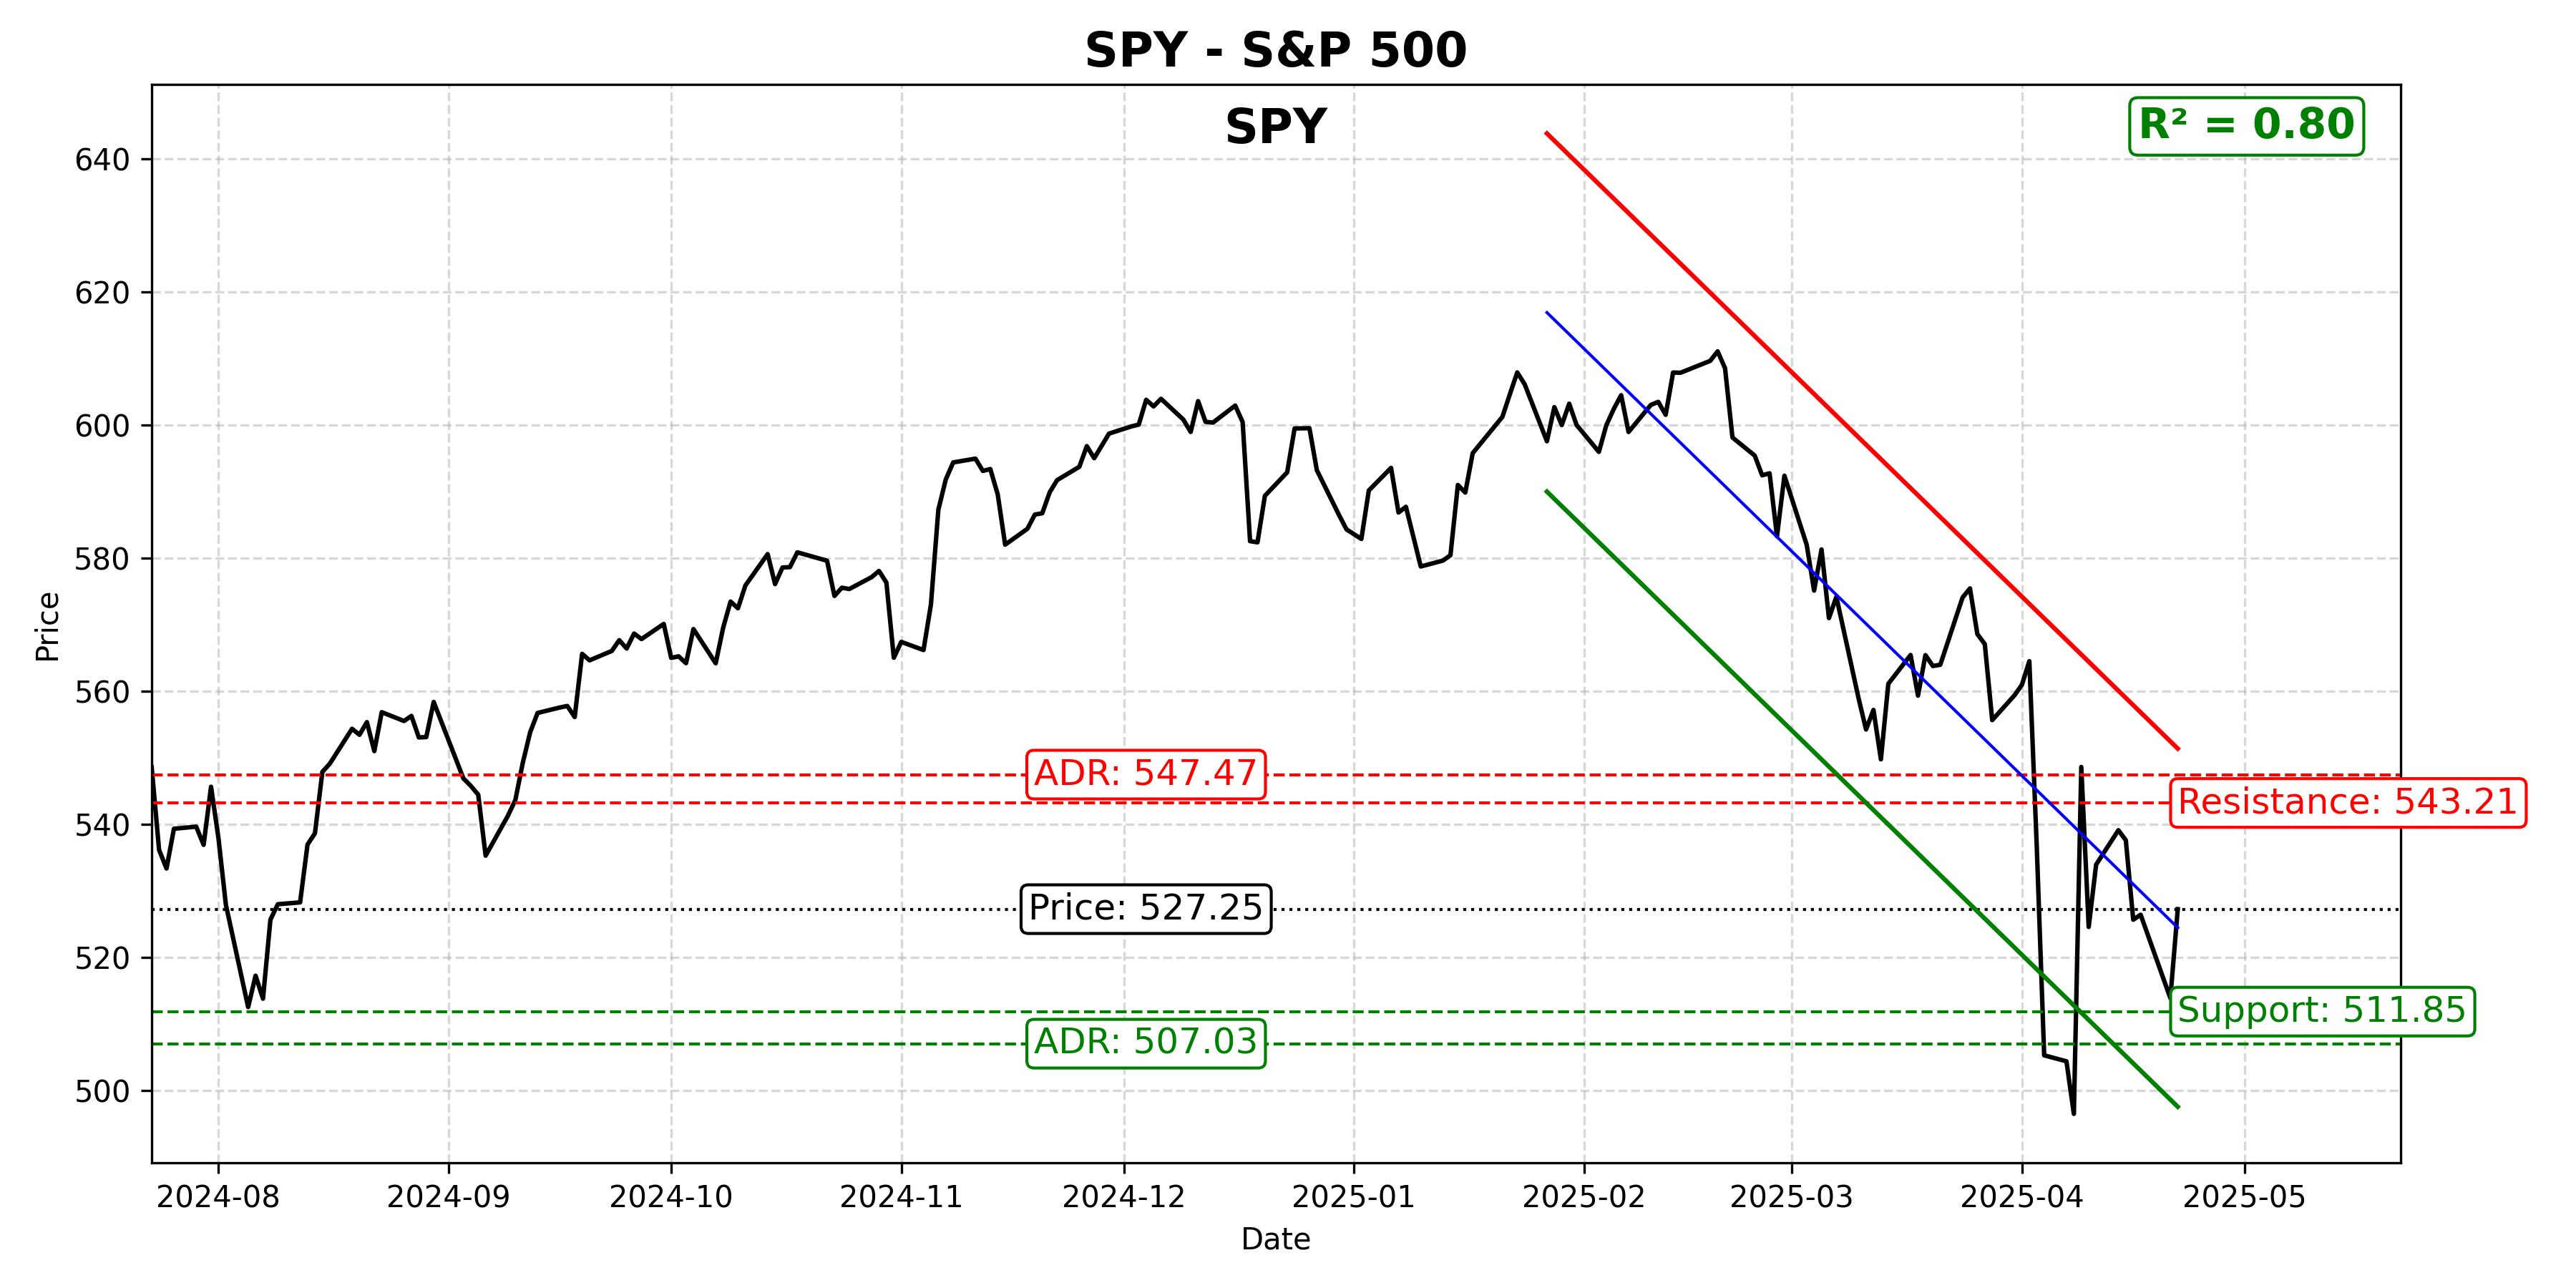 SPY - S&P 500
SPY
R² = 0.80
640
620
600
580
560
540
520
500
Price
ADR: 547.47
Resistance: 543.21
Price: 527.25
Support: 511.85
ADR: 507.03
2024-08
2024-09
2024-10
2024-11
2024-12
2025-01
2025-02
2025-03
2025-04
2025-05
Date